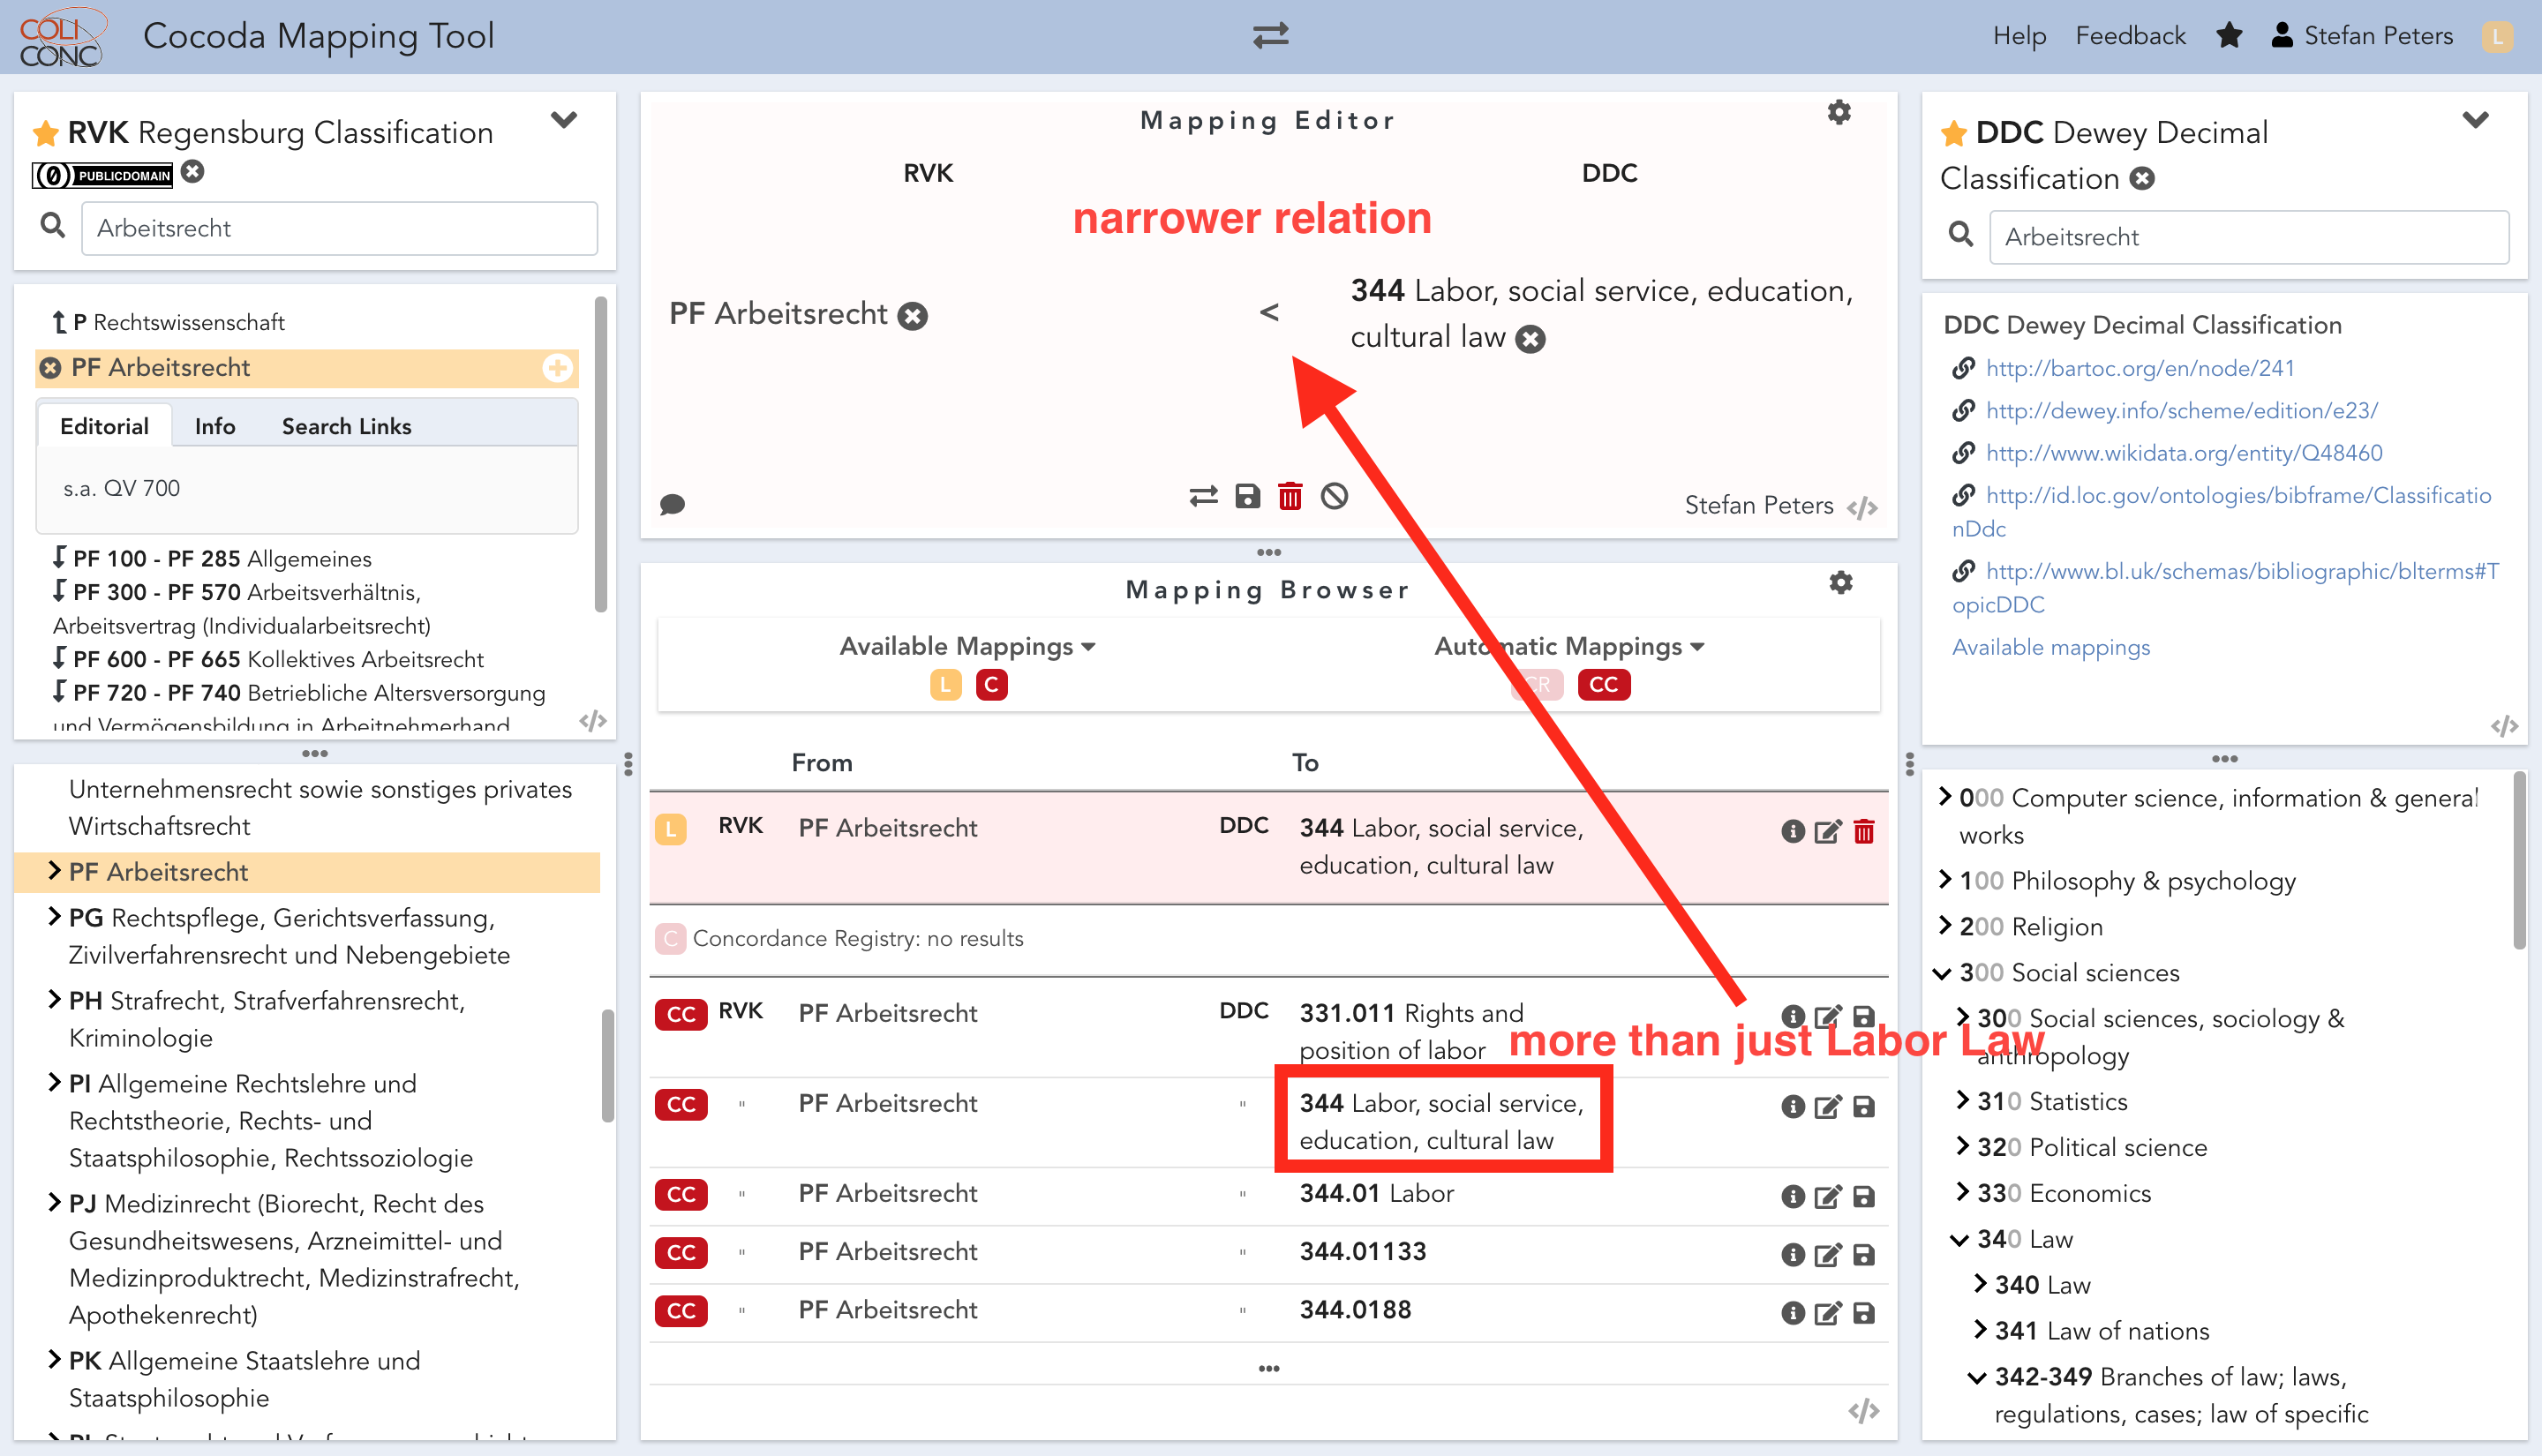 COLI
CONC
Cocoda Mapping Tool
Help
Feedback
Stefan Peters
L
RVK Regensburg Classification
PUBLICDOMAIN
Arbeitsrecht
P Rechtswissenschaft
PF Arbeitsrecht
Editorial
Info
Search Links
s.a. QV 700
PF 100 - PF 285 Allgemeines
PF 300 - PF 570 Arbeitsverhältnis,
Arbeitsvertrag (Individualarbeitsrecht)
PF 600 - PF 665 Kollektives Arbeitsrecht
PF 720 - PF 740 Betriebliche Altersversorgung
und Vermögensbildung in Arbeitnehmerhand
</>
Unternehmensrecht sowie sonstiges privates
Wirtschaftsrecht
PF Arbeitsrecht
PG Rechtspflege, Gerichtsverfassung,
Zivilverfahrensrecht und Nebengebiete
PH Strafrecht, Strafverfahrensrecht,
Kriminologie
PI Allgemeine Rechtslehre und
Rechtstheorie, Rechts- und
Staatsphilosophie, Rechtssoziologie
PJ Medizinrecht (Biorecht, Recht des
Gesundheitswesens, Arzneimittel- und
Medizinproduktrecht, Medizinstrafrecht,
Apothekenrecht)
PK Allgemeine Staatslehre und
Staatsphilosophie
Mapping Editor
RVK
DDC
narrower relation
PF Arbeitsrecht
<
344 Labor, social service, education,
cultural law
Stefan Peters </>
Mapping Browser
Available Mappings
L C
Automatic Mappings
CR CC
From
To
L RVK PF Arbeitsrecht DDC 344 Labor, social service,
education, cultural law
C Concordance Registry: no results
CC RVK PF Arbeitsrecht DDC 331.011 Rights and
position of labor
more than just Labor Law
CC " PF Arbeitsrecht " 344 Labor, social service,
education, cultural law
CC " PF Arbeitsrecht " 344.01 Labor
CC " PF Arbeitsrecht " 344.01133
CC " PF Arbeitsrecht " 344.0188
</>
DDC Dewey Decimal
Classification
Arbeitsrecht
DDC Dewey Decimal Classification
http://bartoc.org/en/node/241
http://dewey.info/scheme/edition/e23/
http://www.wikidata.org/entity/Q48460
http://id.loc.gov/ontologies/bibframe/Classificatio
nDdc
http://www.bl.uk/schemas/bibliographic/blterms#T
opicDDC
Available mappings
</>
000 Computer science, information & general
works
100 Philosophy & psychology
200 Religion
300 Social sciences
300 Social sciences, sociology &
anthropology
310 Statistics
320 Political science
330 Economics
340 Law
340 Law
341 Law of nations
342-349 Branches of law; laws,
regulations, cases; law of specific